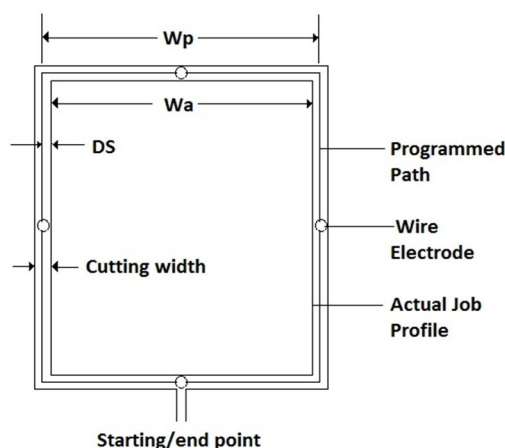 Wp
Wa
DS
Programmed
Path
Wire
Electrode
Cutting width
Actual Job
Profile
Starting/end point